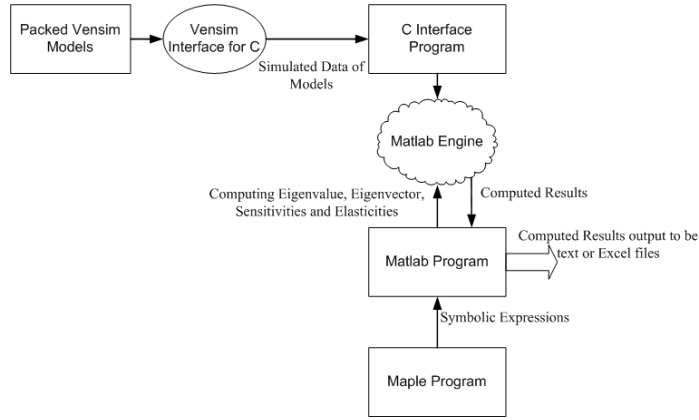 Packed Vensim
Models
Vensim
Interface for C
C Interface
Program
Simulated Data of
Models
Matlab Engine
Computing Eigenvalue, Eigenvector,
Sensitivities and Elasticities
Computed Results
Matlab Program
Computed Results output to be
text or Excel files
Symbolic Expressions
Maple Program